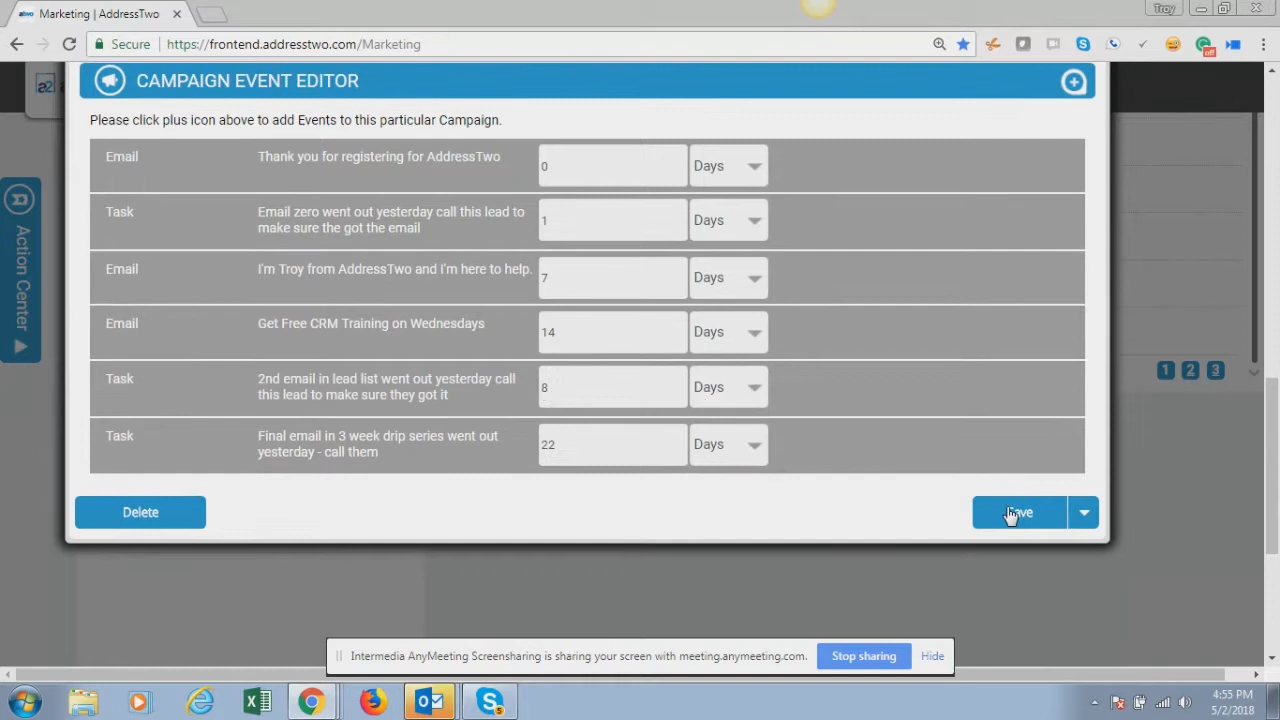 Marketing | AddressTwo
Troy
Secure
https://frontend.addresstwo.com/Marketing
off
a2
CAMPAIGN EVENT EDITOR
Please click plus icon above to add Events to this particular Campaign.
Email
Thank you for registering for AddressTwo
0
Days
Task
Email zero went out yesterday call this lead to
make sure the got the email
1
Days
Email
I'm Troy from AddressTwo and I'm here to help.
7
Days
Email
Get Free CRM Training on Wednesdays
14
Days
Task
2nd email in lead list went out yesterday call
this lead to make sure they got it
8
Days
Task
Final email in 3 week drip series went out
yesterday - call them
22
Days
Action Center
1 2 3
Delete
Save
Intermedia AnyMeeting Screensharing is sharing your screen with meeting.anymeeting.com.
Stop sharing
Hide
4:55 PM
5/2/2018